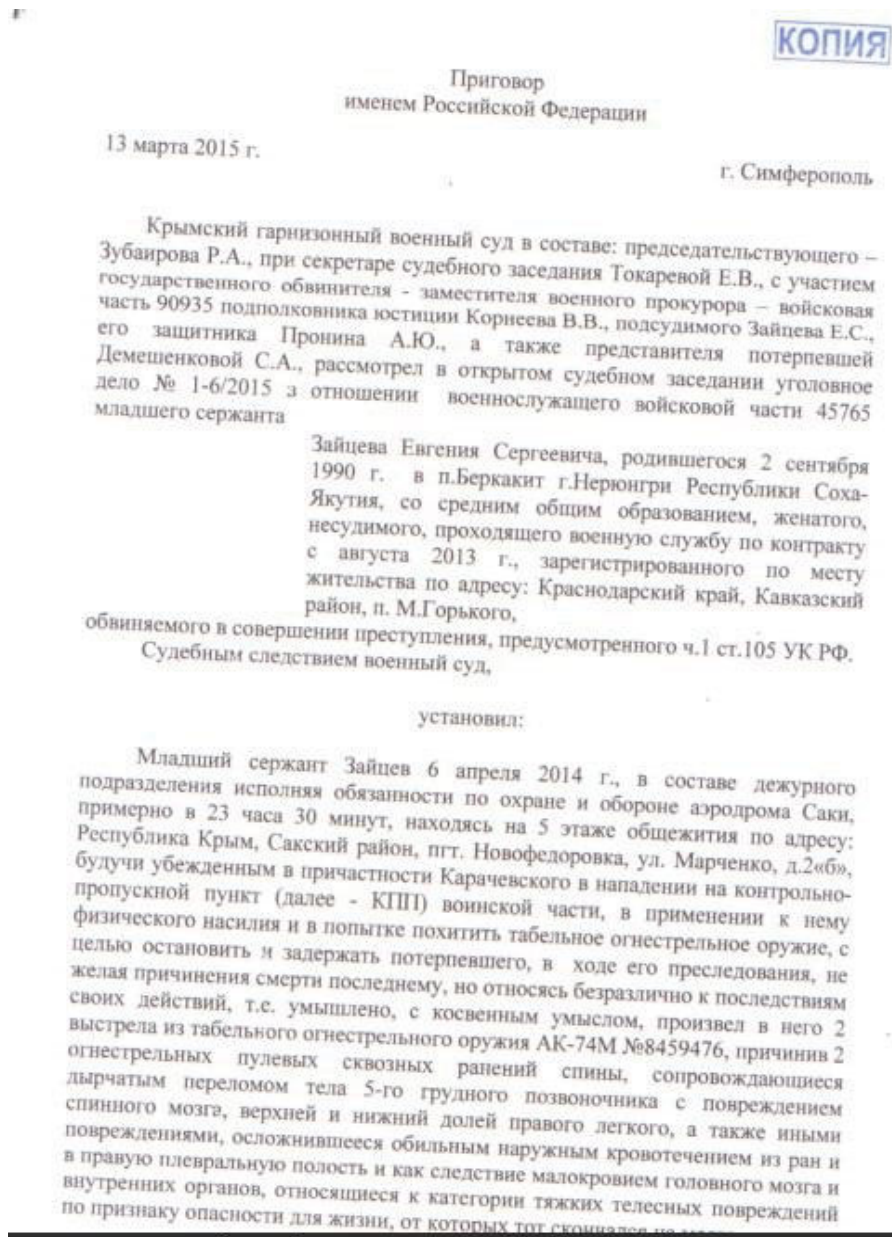 КОПИЯ
Приговор
именем Российской Федерации
13 марта 2015 г.
г. Симферополь
Крымский гарнизонный военный суд в составе: председательствующего –
Зубаирова Р.А., при секретаре судебного заседания Токаревой Е.В., с участием
государственного обвинителя - заместителя военного прокурора – войсковая
часть 90935 подполковника юстиции Корнеева В.В., подсудимого Зайцева Е.С.,
его защитника Пронина А.Ю., а также представителя потерпевшей
Демешенковой С.А., рассмотрел в открытом судебном заседании уголовное
дело № 1-6/2015 з отношении военнослужащего войсковой части 45765
младшего сержанта
Зайцева Евгения Сергеевича, родившегося 2 сентября
1990 г. в п.Беркакит г.Нерюнгри Республики Соха-
Якутия, со средним общим образованием, женатого,
несудимого, проходящего военную службу по контракту
с августа 2013 г., зарегистрированного по месту
жительства по адресу: Краснодарский край, Кавказский
район, п. М.Горького,
обвиняемого в совершении преступления, предусмотренного ч.1 ст.105 УК РФ.
Судебным следствием военный суд,
установил:
Младший сержант Зайцев 6 апреля 2014 г., в составе дежурного
подразделения исполняя обязанности по охране и обороне аэродрома Саки,
примерно в 23 часа 30 минут, находясь на 5 этаже общежития по адресу:
Республика Крым, Сакский район, пгт. Новофедоровка, ул. Марченко, д.2«б»,
будучи убежденным в причастности Карачевского в нападении на контрольно-
пропускной пункт (далее - КПП) воинской части, в применении к нему
физического насилия и в попытке похитить табельное огнестрельное оружие, с
целью остановить и задержать потерпевшего, в ходе его преследования, не
желая причинения смерти последнему, но относясь безразлично к последствиям
своих действий, т.е. умышлено, с косвенным умыслом, произвел в него 2
выстрела из табельного огнестрельного оружия АК-74М №8459476, причинив 2
огнестрельных пулевых сквозных ранений спины, сопровождающиеся
дырчатым переломом тела 5-го грудного позвоночника с повреждением
спинного мозга, верхней и нижний долей правого легкого, а также иными
повреждениями, осложнившееся обильным наружным кровотечением из ран и
в правую плевральную полость и как следствие малокровием головного мозга и
внутренних органов, относящиеся к категории тяжких телесных повреждений
по признаку опасности для жизни, от которых тот скончался на